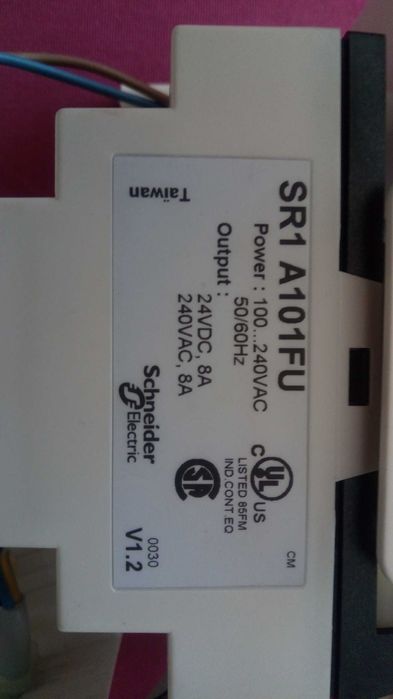 SR1 A101FU
Power : 100...240VAC
50/60Hz
Output :
24VDC, 8A
240VAC, 8A
C UL US
LISTED 85FM
IND.CONT.EQ
CM
SA
Schneider
Electric
0030
V1.2
Taiwan